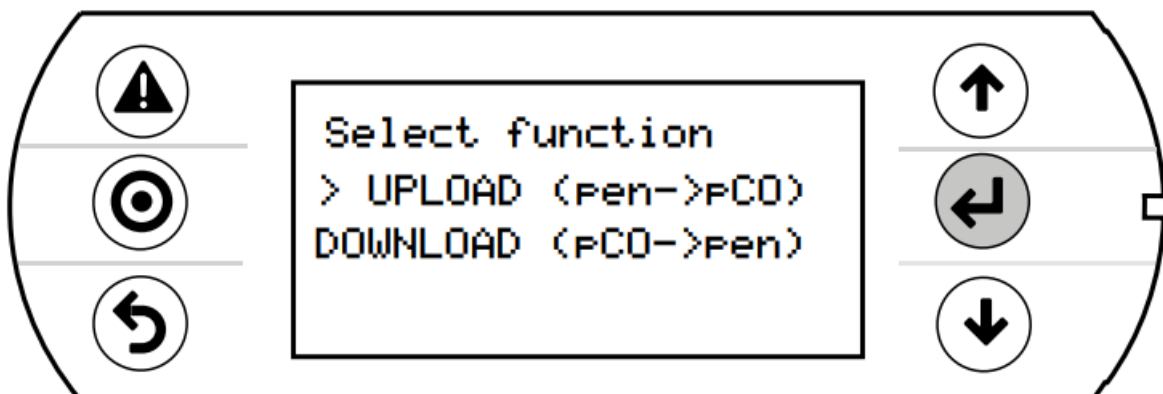 Select function
> UPLOAD (pen->pCO)
DOWNLOAD (pCO->pen)